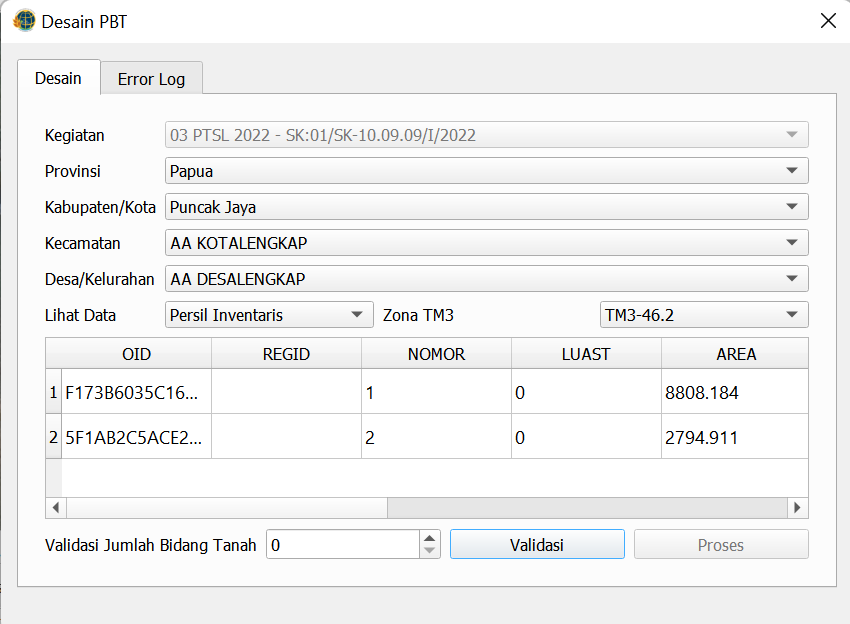 Desain PBT
Desain Error Log
Kegiatan 03 PTSL 2022 - SK:01/SK-10.09.09/I/2022
Provinsi Papua
Kabupaten/Kota Puncak Jaya
Kecamatan AA KOTALENGKAP
Desa/Kelurahan AA DESALENGKAP
Lihat Data Persil Inventaris Zona TM3 TM3-46.2
OID REGID NOMOR LUAST AREA
1 F173B6035C16... 1 0 8808.184
2 5F1AB2C5ACE2... 2 0 2794.911
Validasi Jumlah Bidang Tanah 0 Validasi Proses